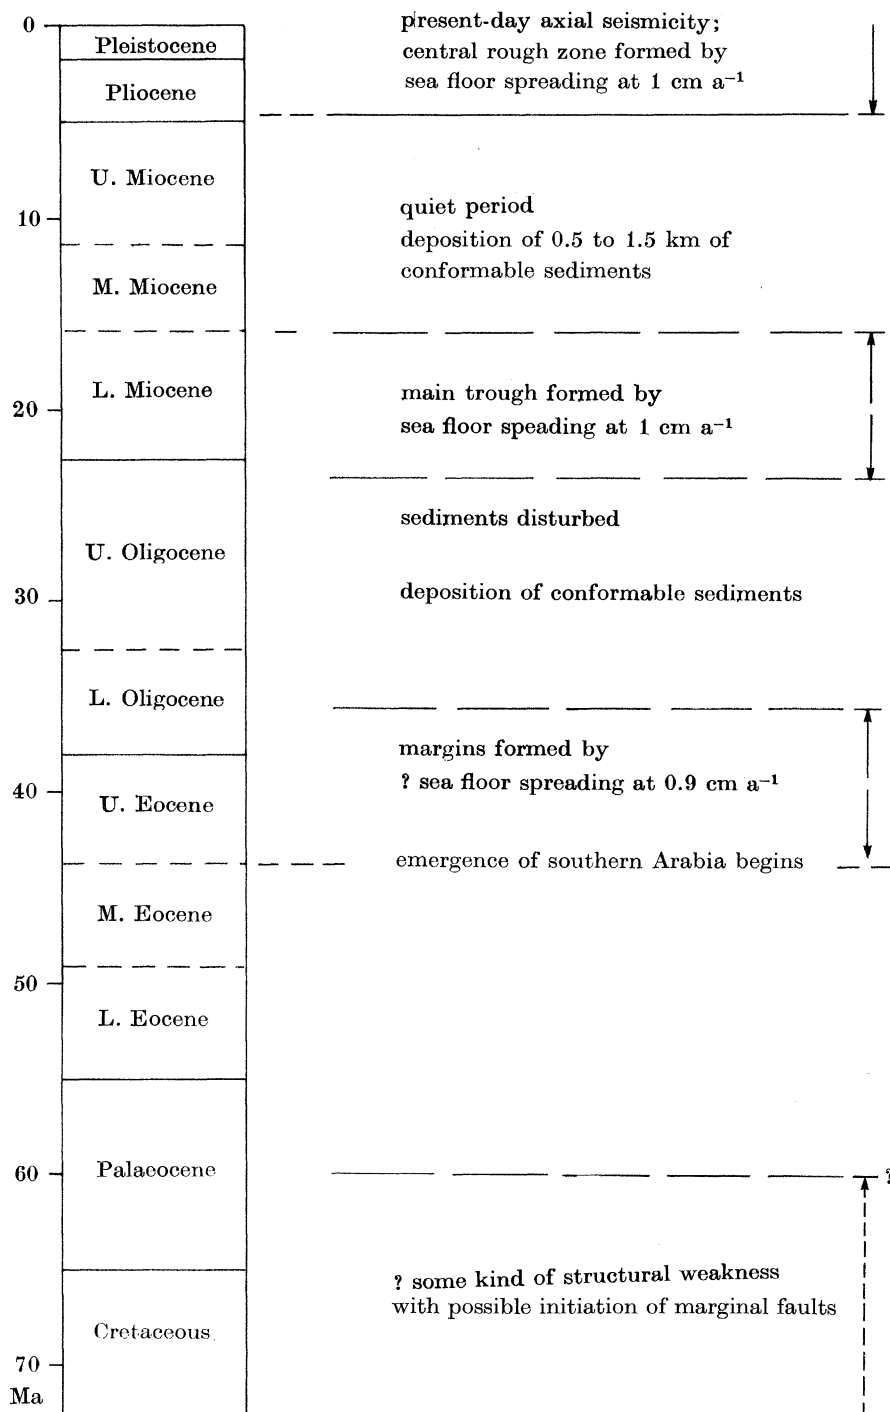 0
Pleistocene
Pliocene
U. Miocene
10
M. Miocene
L. Miocene
20
U. Oligocene
30
L. Oligocene
40
U. Eocene
M. Eocene
50
L. Eocene
60
Palaeocene
Cretaceous
70
Ma
present-day axial seismicity;
central rough zone formed by
sea floor spreading at 1 cm a⁻¹
quiet period
deposition of 0.5 to 1.5 km of
conformable sediments
main trough formed by
sea floor speading at 1 cm a⁻¹
sediments disturbed
deposition of conformable sediments
margins formed by
? sea floor spreading at 0.9 cm a⁻¹
emergence of southern Arabia begins
?
? some kind of structural weakness
with possible initiation of marginal faults